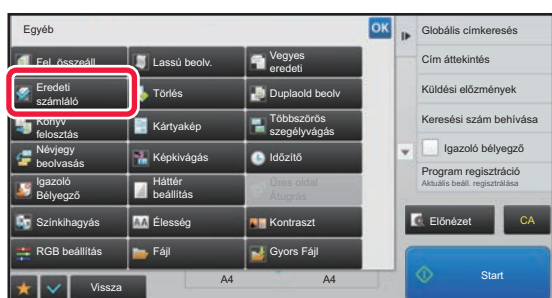 Egyéb
OK
Fel. összeáll.
Lassú beolv.
Vegyes
eredeti
Eredeti
számláló
Törlés
Duplaold beolv
Könyv
felosztás
Kártyakép
Többszörös
szegélyvágás
Névjegy
beolvasás
Képkivágás
Időzítő
Igazoló
Bélyegző
Háttér
beállítás
Üres oldal
Átugrás
Színkihagyás
AA Élesség
Kontraszt
RGB beállítás
Fájl
Gyors Fájl
Vissza
A4
A4
Globális címkeresés
Cím áttekintés
Küldési előzmények
Keresési szám behívása
Igazoló bélyegző
Program regisztráció
Aktuális beáll. regisztrálása
Előnézet
CA
Start